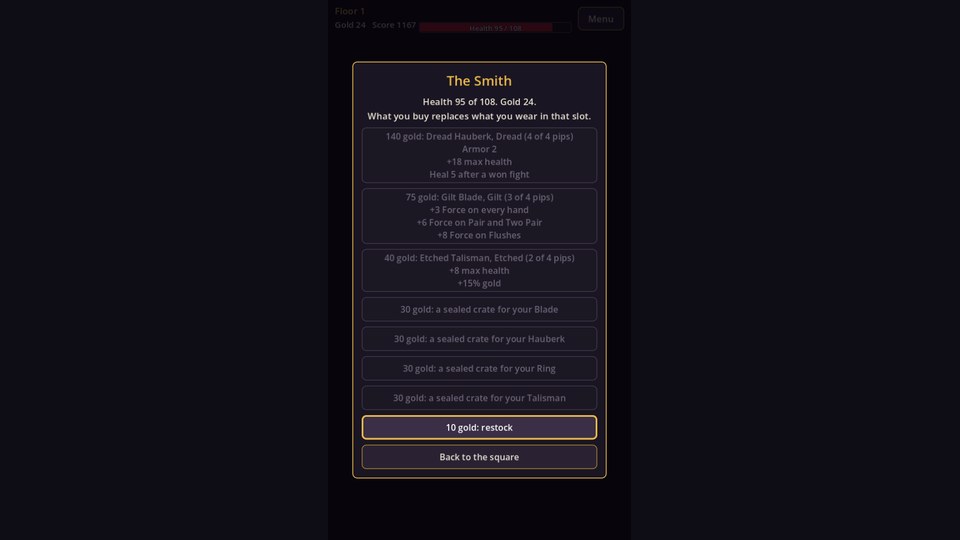 Floor 1
Gold 24 Score 1167
Health 95 / 108
Menu
The Smith
Health 95 of 108. Gold 24.
What you buy replaces what you wear in that slot.
140 gold: Dread Hauberk, Dread (4 of 4 pips)
Armor 2
+18 max health
Heal 5 after a won fight
75 gold: Gilt Blade, Gilt (3 of 4 pips)
+3 Force on every hand
+6 Force on Pair and Two Pair
+8 Force on Flushes
40 gold: Etched Talisman, Etched (2 of 4 pips)
+8 max health
+15% gold
30 gold: a sealed crate for your Blade
30 gold: a sealed crate for your Hauberk
30 gold: a sealed crate for your Ring
30 gold: a sealed crate for your Talisman
10 gold: restock
Back to the square